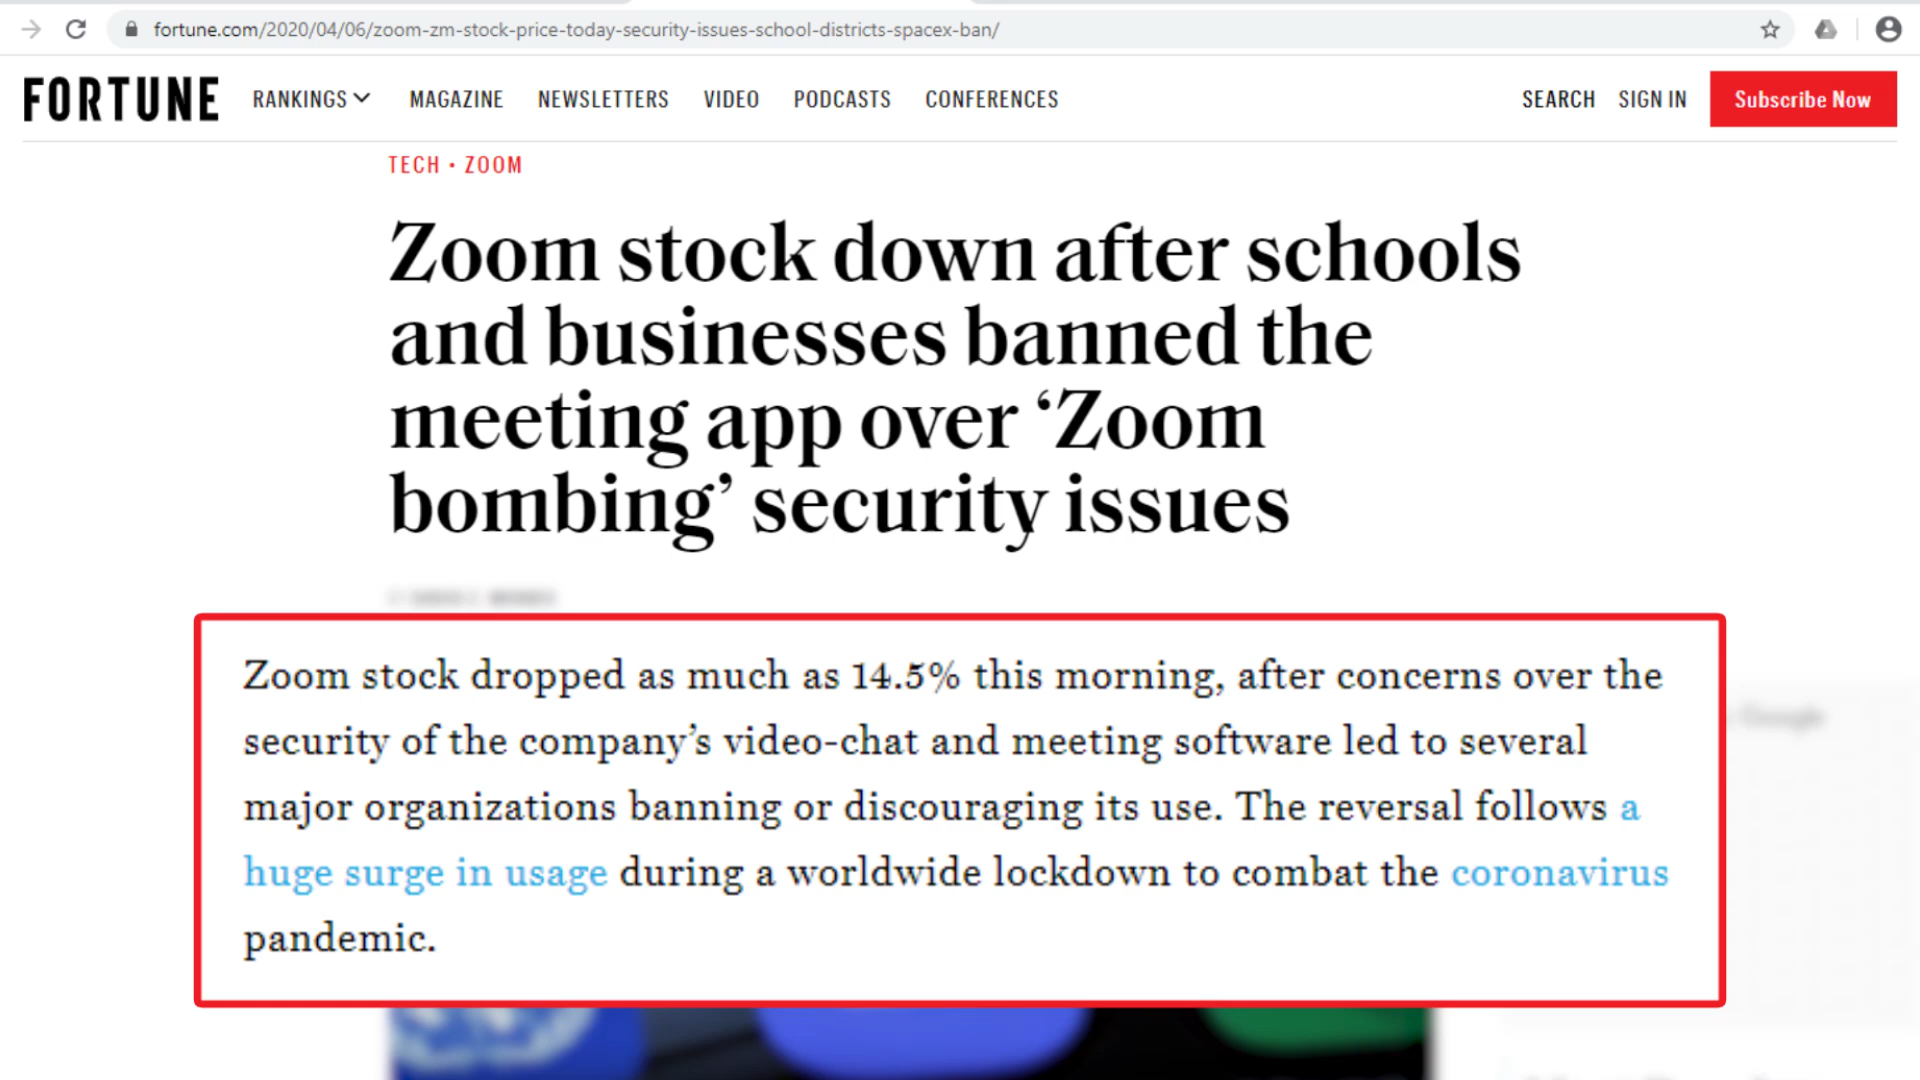 fortune.com/2020/04/06/zoom-zm-stock-price-today-security-issues-school-districts-spacex-ban/
FORTUNE RANKINGS MAGAZINE NEWSLETTERS VIDEO PODCASTS CONFERENCES SEARCH SIGN IN Subscribe Now
TECH • ZOOM
Zoom stock down after schools
and businesses banned the
meeting app over ‘Zoom
bombing’ security issues
Zoom stock dropped as much as 14.5% this morning, after concerns over the
security of the company’s video-chat and meeting software led to several
major organizations banning or discouraging its use. The reversal follows a
huge surge in usage during a worldwide lockdown to combat the coronavirus
pandemic.